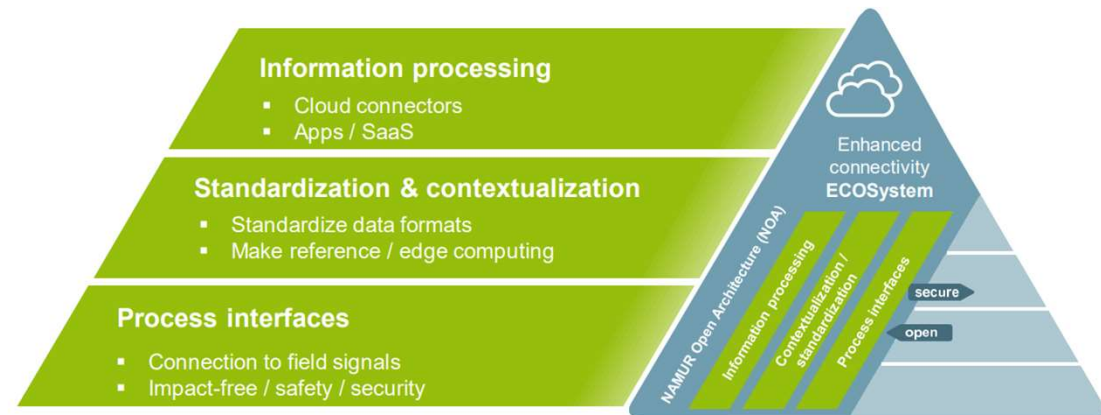 Information processing
▪ Cloud connectors
▪ Apps / SaaS
Standardization & contextualization
▪ Standardize data formats
▪ Make reference / edge computing
Process interfaces
▪ Connection to field signals
▪ Impact-free / safety / security
Enhanced
connectivity
ECOSystem
NAMUR Open Architecture (NOA)
Information processing
Contextualization /
standardization
Process interfaces
secure
open